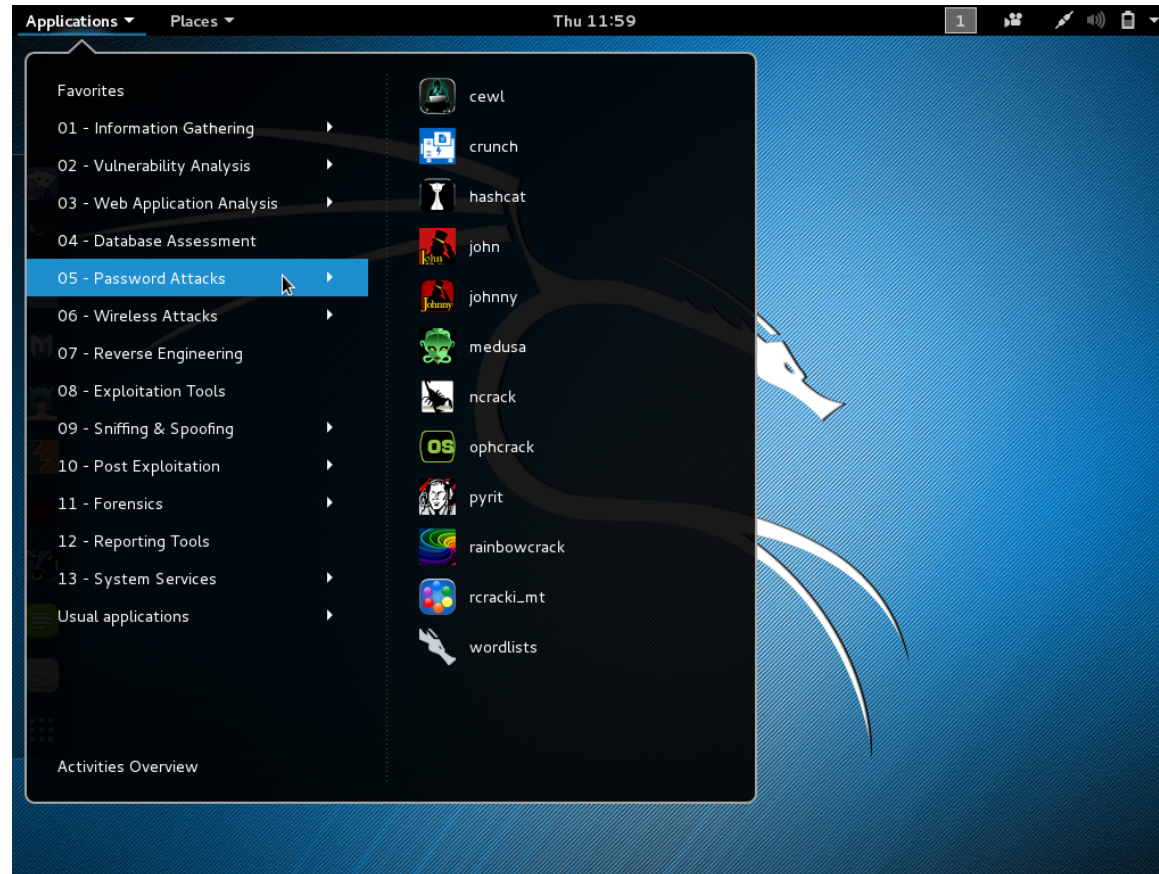 Applications Places Thu 11:59 1
Favorites
01 - Information Gathering
02 - Vulnerability Analysis
03 - Web Application Analysis
04 - Database Assessment
05 - Password Attacks
06 - Wireless Attacks
07 - Reverse Engineering
08 - Exploitation Tools
09 - Sniffing & Spoofing
10 - Post Exploitation
11 - Forensics
12 - Reporting Tools
13 - System Services
Usual applications
Activities Overview
cewl
crunch
hashcat
John
john
Johnny
johnny
medusa
ncrack
OS
ophcrack
pyrit
rainbowcrack
rcracki_mt
wordlists